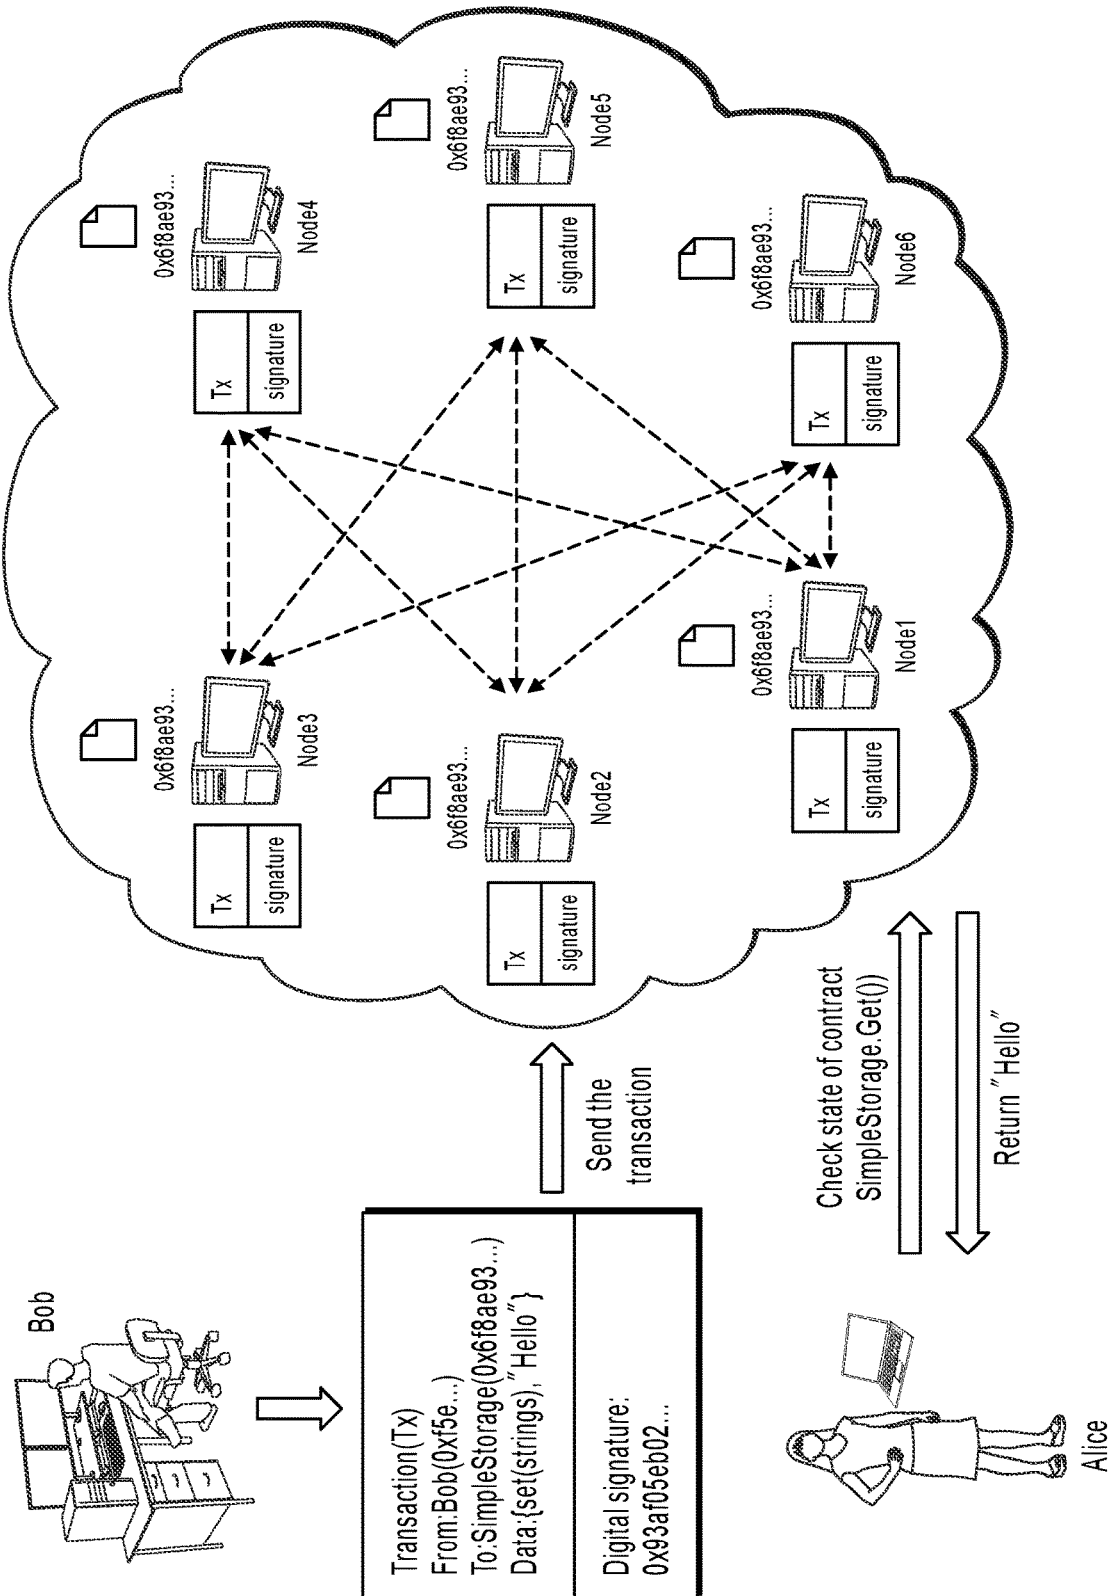 Bob
Transaction(Tx)
From:Bob(0xf5e...)
To:SimpleStorage(0x6f8ae93...)
Data:{set(strings),"Hello"}
Digital signature:
0x93af05eb02...
Send the
transaction
Alice
Check state of contract
SimpleStorage.Get())
Return "Hello"
Tx
signature
0x6f8ae93...
Node3
Tx
signature
0x6f8ae93...
Node4
Tx
signature
0x6f8ae93...
Node2
Tx
signature
0x6f8ae93...
Node5
Tx
signature
0x6f8ae93...
Node1
Tx
signature
0x6f8ae93...
Node6